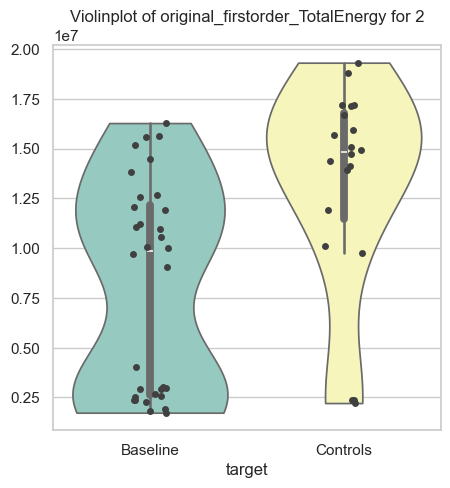 Violinplot of original_firstorder_TotalEnergy for 2
1e7
2.00
1.75
1.50
1.25
1.00
0.75
0.50
0.25
Baseline Controls
target